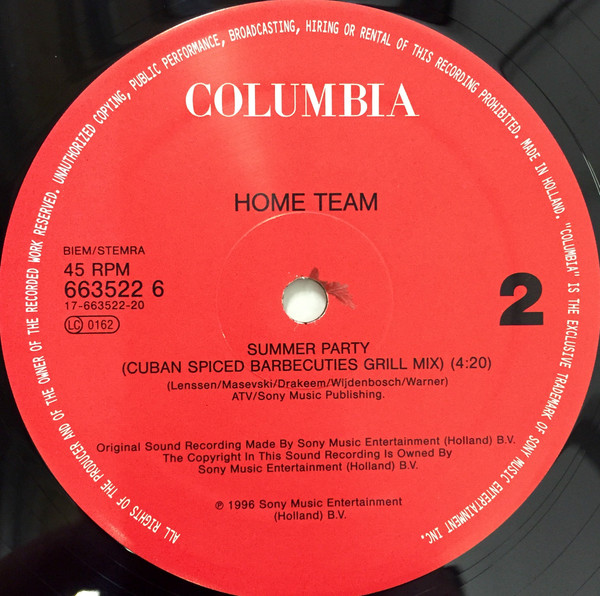 ALL RIGHTS OF THE PRODUCER AND OF THE OWNER OF THE RECORDED WORK RESERVED. UNAUTHORIZED COPYING, PUBLIC PERFORMANCE, BROADCASTING, HIRING OR RENTAL OF THIS RECORDING PROHIBITED. MADE IN HOLLAND. "COLUMBIA" IS THE EXCLUSIVE TRADEMARK OF SONY MUSIC ENTERTAINMENT INC.
COLUMBIA
HOME TEAM
BIEM/STEMRA
45 RPM
663522 6
17-663522-20
LC 0162
2
SUMMER PARTY
(CUBAN SPICED BARBECUTIES GRILL MIX) (4:20)
(Lenssen/Masevski/Drakeem/Wijdenbosch/Warner)
ATV/Sony Music Publishing.
Original Sound Recording Made By Sony Music Entertainment (Holland) B.V.
The Copyright In This Sound Recording Is Owned By
Sony Music Entertainment (Holland) B.V.
℗ 1996 Sony Music Entertainment
(Holland) B.V.